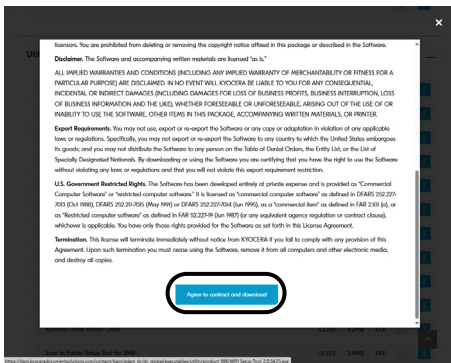 ×
Util
licensors. You are prohibited from deleting or removing the copyright notice affixed in this package or described in the Software.
Disclaimer. The Software and accompanying written materials are licensed "as is."
ALL IMPLIED WARRANTIES AND CONDITIONS (INCLUDING ANY IMPLIED WARRANTY OF MERCHANTABILITY OR FITNESS FOR A
PARTICULAR PURPOSE) ARE DISCLAIMED. IN NO EVENT WILL KYOCERA BE LIABLE TO YOU FOR ANY CONSEQUENTIAL,
INCIDENTAL OR INDIRECT DAMAGES (INCLUDING DAMAGES FOR LOSS OF BUSINESS PROFITS, BUSINESS INTERRUPTION, LOSS
OF BUSINESS INFORMATION AND THE LIKE), WHETHER FORESEEABLE OR UNFORESEEABLE, ARISING OUT OF THE USE OF OR
INABILITY TO USE THE SOFTWARE, OTHER ITEMS IN THIS PACKAGE, ACCOMPANYING WRITTEN MATERIALS, OR PRINTER.
Export Requirements. You may not use, export or re-export the Software or any copy or adaptation in violation of any applicable
laws or regulations. Specifically, you may not export or re-export the Software to any country to which the United States embargoes
its goods; and you may not distribute the Software to any person on the Table of Denial Orders, the Entity List, or the List of
Specially Designated Nationals. By downloading or using the Software you are certifying that you have the right to use the Software
without violating any laws or regulations and that you will not violate this export requirement restriction.
U.S. Government Restricted Rights. The Software has been developed entirely at private expense and is provided as "Commercial
Computer Software" or "restricted computer software." It is licensed as "commercial computer software" as defined in DFARS 252.227-
7013 (Oct 1988), DFARS 252.211-7015 (May 1991) or DFARS 252.227-7014 (Jun 1995), as a "commercial item" as defined in FAR 2.101 (a), or
as "Restricted computer software" as defined in FAR 52.227-19 (Jun 1987) (or any equivalent agency regulation or contract clause),
whichever is applicable. You have only those rights provided for the Software as set forth in this License Agreement.
Termination. This license will terminate immediately without notice from KYOCERA if you fail to comply with any provision of this
Agreement. Upon such termination you must cease using the Software, remove it from all computers and other electronic media,
and destroy all copies.
Agree to contract and download
Scan to Folder Setup Tool for SMB
EXE